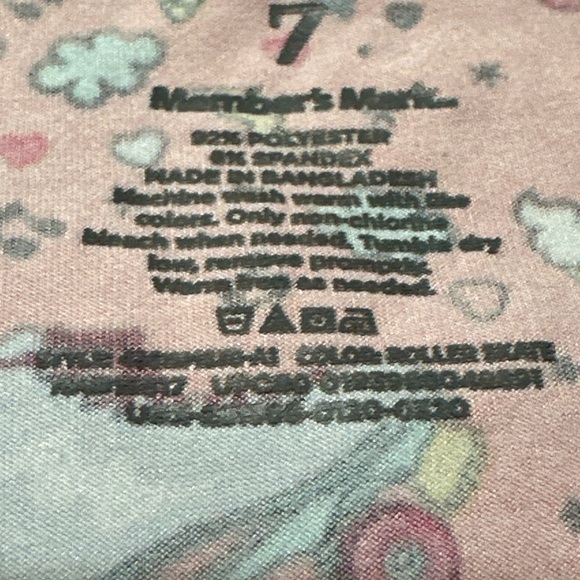 7
Member's Mark
92% POLYESTER
8% SPANDEX
MADE IN BANGLADESH
Machine wash warm with like
colors. Only non-chlorine
bleach when needed. Tumble dry
low, remove promptly.
Warm iron as needed.
COLOR: ROLLER SKATE